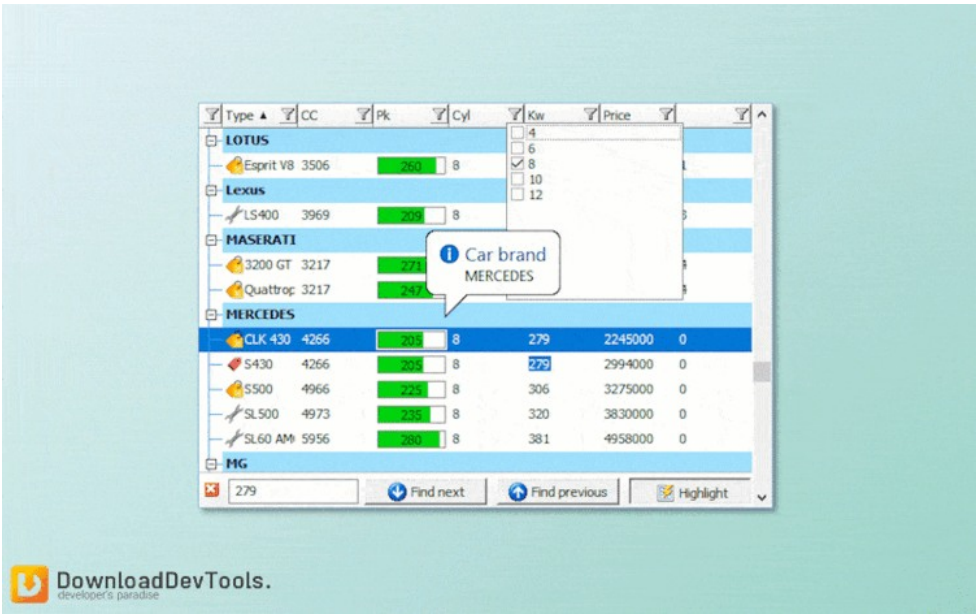 Type CC Pk Cyl Kw Price
LOTUS
4
6
8
10
12
Esprit V8 3506 260 8
Lexus
LS400 3969 209 8
MASERATI
3200 GT 3217 271
Quattrop 3217 247
Car brand
MERCEDES
MERCEDES
CLK 430 4266 205 8 279 2245000 0
S430 4266 205 8 279 2994000 0
S500 4966 225 8 306 3275000 0
SL500 4973 235 8 320 3830000 0
SL60 AM 5956 280 8 381 4958000 0
MG
279 Find next Find previous Highlight
DownloadDevTools.
developer's paradise